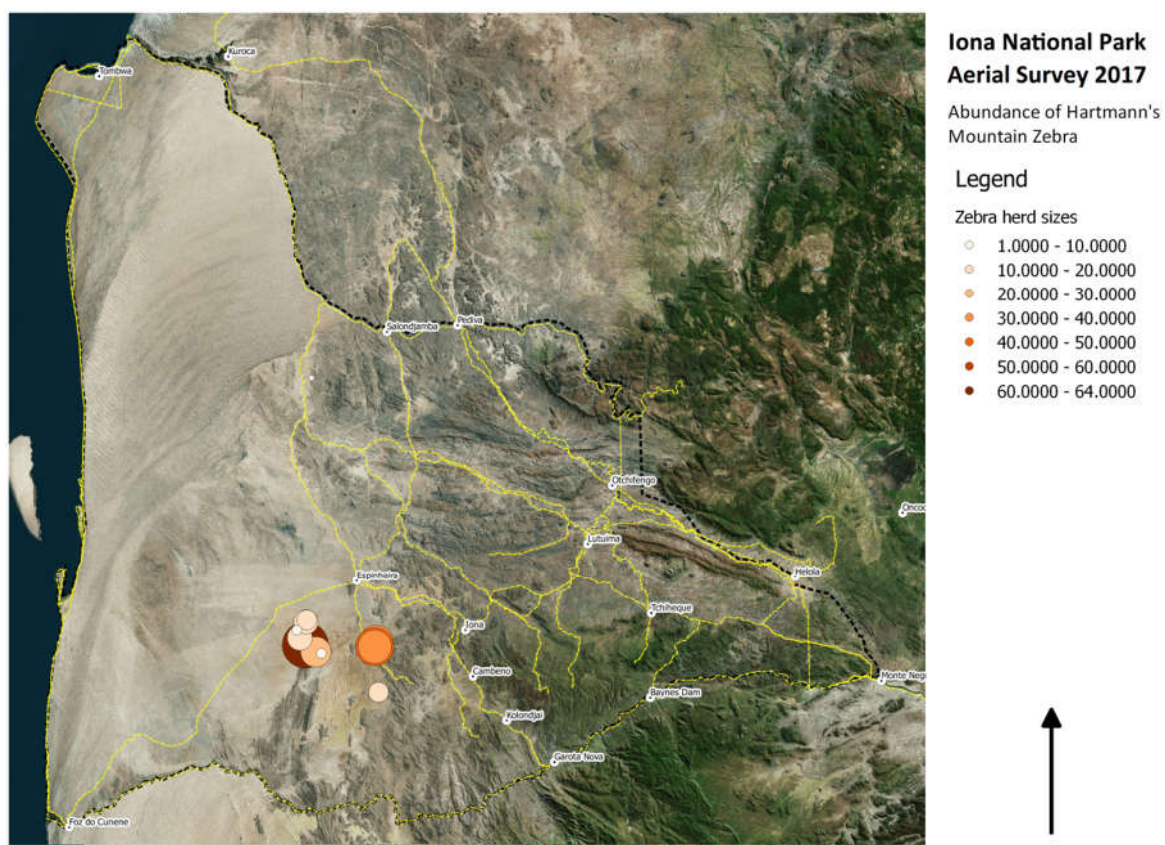 Iona National Park
Aerial Survey 2017
Abundance of Hartmann's
Mountain Zebra
Legend
Zebra herd sizes
1.0000 - 10.0000
10.0000 - 20.0000
20.0000 - 30.0000
30.0000 - 40.0000
40.0000 - 50.0000
50.0000 - 60.0000
60.0000 - 64.0000
Kuroca
Tombwa
Pediva
Salondjamba
Otchifengo
Oncoc
Lutuima
Helola
Espinheira
Tchiheque
Iona
Cambeno
Monte Negr
Baynes Dam
Kolondjai
Garota Nova
Foz do Cunene